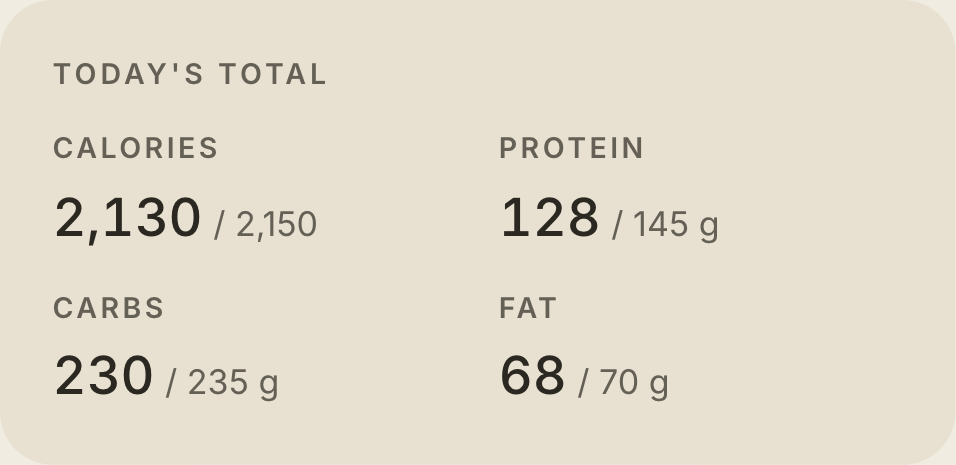 TODAY'S TOTAL
CALORIES
2,130 / 2,150
PROTEIN
128 / 145 g
CARBS
230 / 235 g
FAT
68 / 70 g